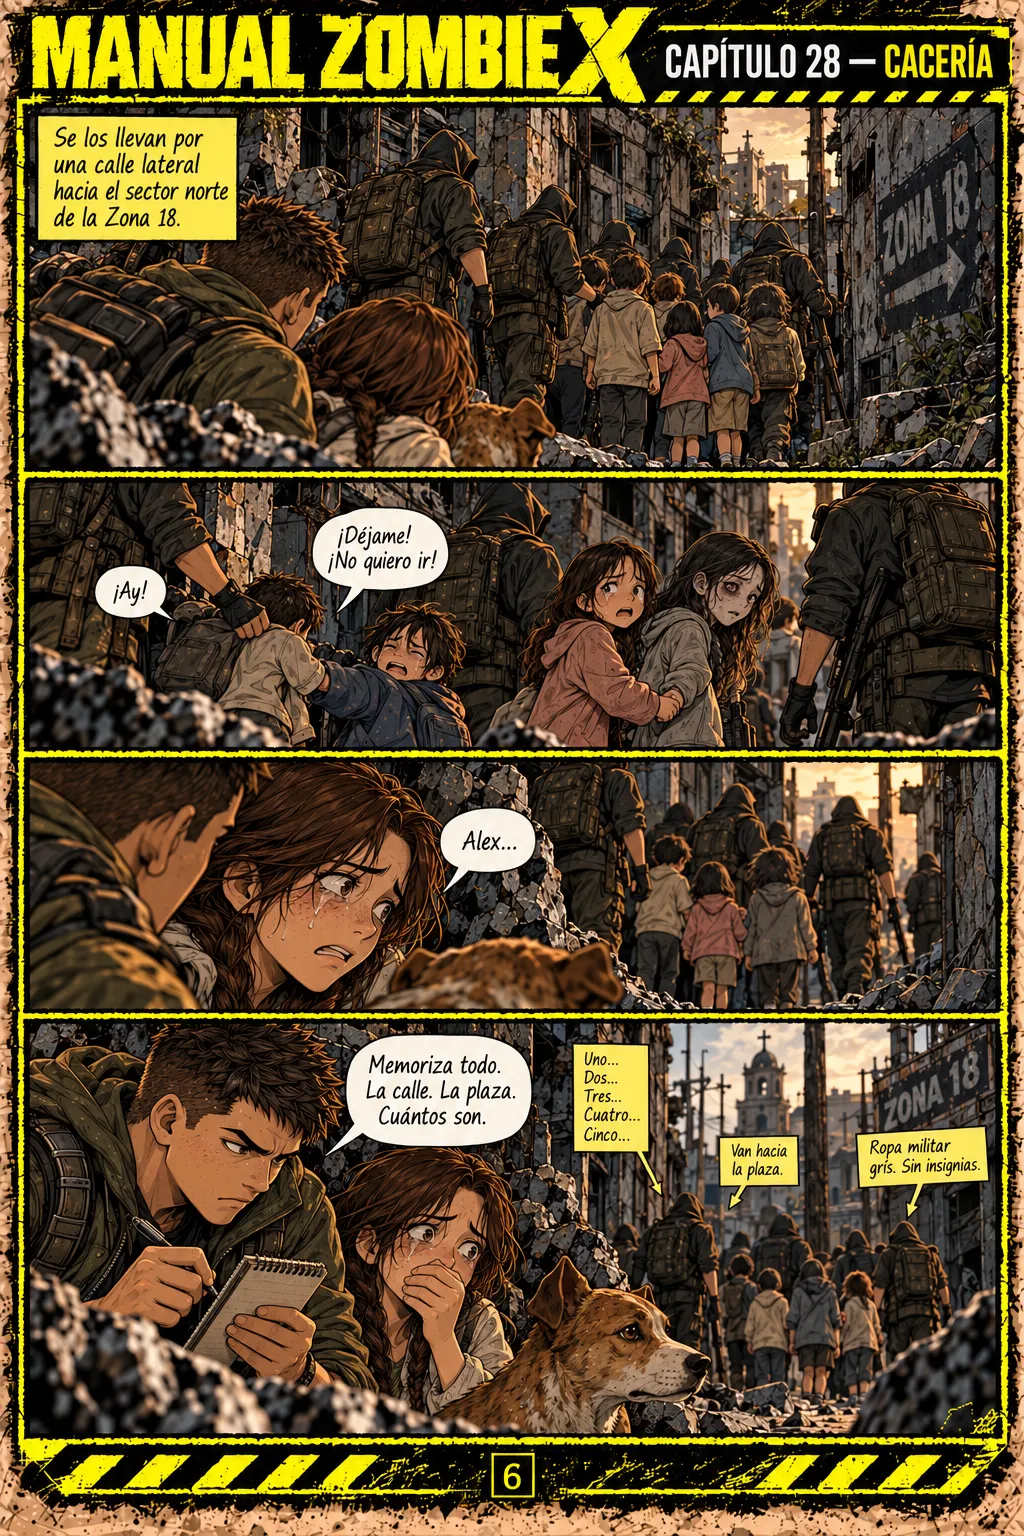 MANUAL ZOMBIE X
CAPÍTULO 28 — CACERÍA
Se los llevan por
una calle lateral
hacia el sector norte
de la Zona 18.
ZONA 18
¡Ay!
¡Déjame!
¡No quiero ir!
Alex...
Memoriza todo.
La calle. La plaza.
Cuántos son.
Uno...
Dos...
Tres...
Cuatro...
Cinco...
Van hacia
la plaza.
Ropa militar
gris. Sin insignias.
ZONA 18
6